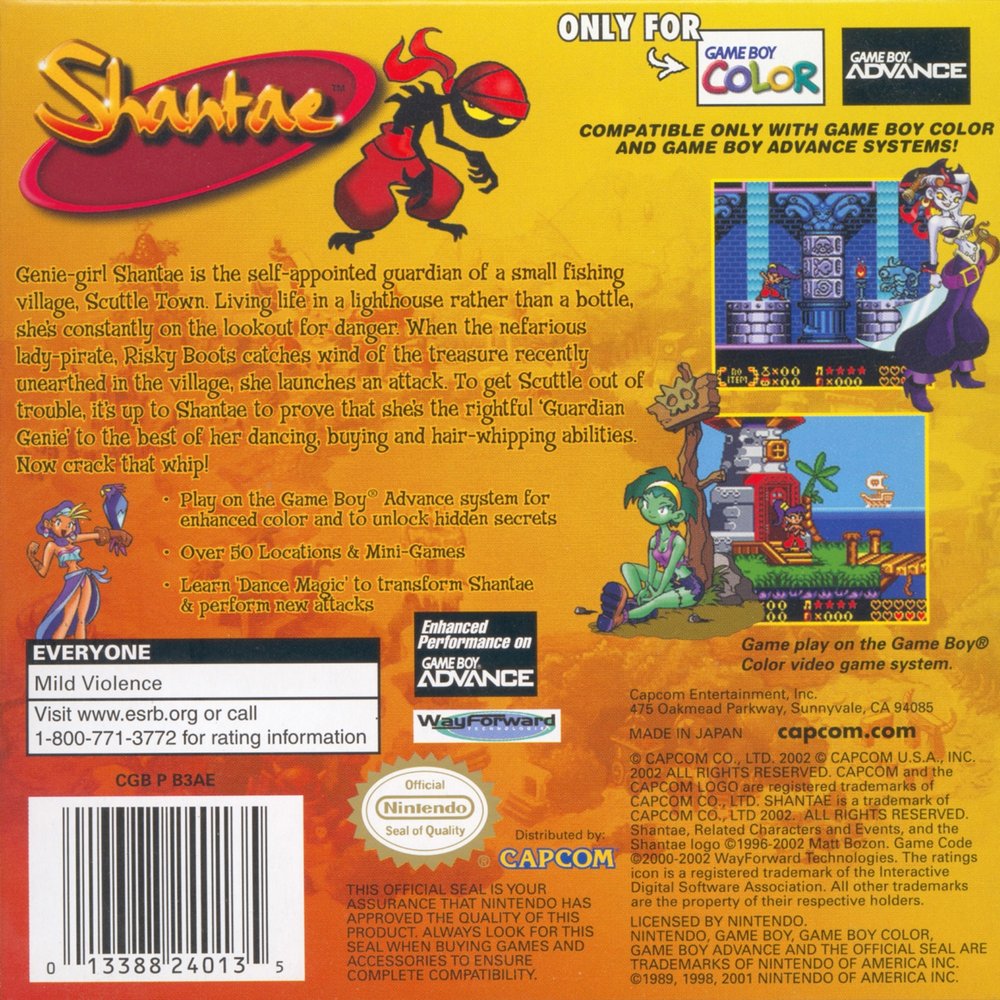 Shantae™
ONLY FOR
GAME BOY
COLOR
GAME BOY
ADVANCE
COMPATIBLE ONLY WITH GAME BOY COLOR
AND GAME BOY ADVANCE SYSTEMS!
Genie-girl Shantae is the self-appointed guardian of a small fishing
village, Scuttle Town. Living life in a lighthouse rather than a bottle,
she's constantly on the lookout for danger. When the nefarious
lady-pirate, Risky Boots catches wind of the treasure recently
unearthed in the village, she launches an attack. To get Scuttle out of
trouble, it's up to Shantae to prove that she's the rightful 'Guardian
Genie' to the best of her dancing, buying and hair-whipping abilities.
Now crack that whip!
• Play on the Game Boy® Advance system for
enhanced color and to unlock hidden secrets
• Over 50 Locations & Mini-Games
• Learn 'Dance Magic' to transform Shantae
& perform new attacks
NO
ITEM
×00
×00
00
00
Game play on the Game Boy®
Color video game system.
EVERYONE
Mild Violence
Visit www.esrb.org or call
1-800-771-3772 for rating information
CGB P B3AE
0 13388 24013 5
Enhanced
Performance on
GAME BOY
ADVANCE
WayForward
TECHNOLOGIES
Official
Nintendo
Seal of Quality
®
Distributed by:
CAPCOM
THIS OFFICIAL SEAL IS YOUR
ASSURANCE THAT NINTENDO HAS
APPROVED THE QUALITY OF THIS
PRODUCT. ALWAYS LOOK FOR THIS
SEAL WHEN BUYING GAMES AND
ACCESSORIES TO ENSURE
COMPLETE COMPATIBILITY.
Capcom Entertainment, Inc.
475 Oakmead Parkway, Sunnyvale, CA 94085
MADE IN JAPAN capcom.com
© CAPCOM CO., LTD. 2002 © CAPCOM U.S.A., INC.
2002 ALL RIGHTS RESERVED. CAPCOM and the
CAPCOM LOGO are registered trademarks of
CAPCOM CO., LTD. SHANTAE is a trademark of
CAPCOM CO., LTD 2002. ALL RIGHTS RESERVED.
Shantae, Related Characters and Events, and the
Shantae logo ©1996-2002 Matt Bozon. Game Code
©2000-2002 WayForward Technologies. The ratings
icon is a registered trademark of the Interactive
Digital Software Association. All other trademarks
are the property of their respective holders.
LICENSED BY NINTENDO.
NINTENDO, GAME BOY, GAME BOY COLOR,
GAME BOY ADVANCE AND THE OFFICIAL SEAL ARE
TRADEMARKS OF NINTENDO OF AMERICA INC.
©1989, 1998, 2001 NINTENDO OF AMERICA INC.